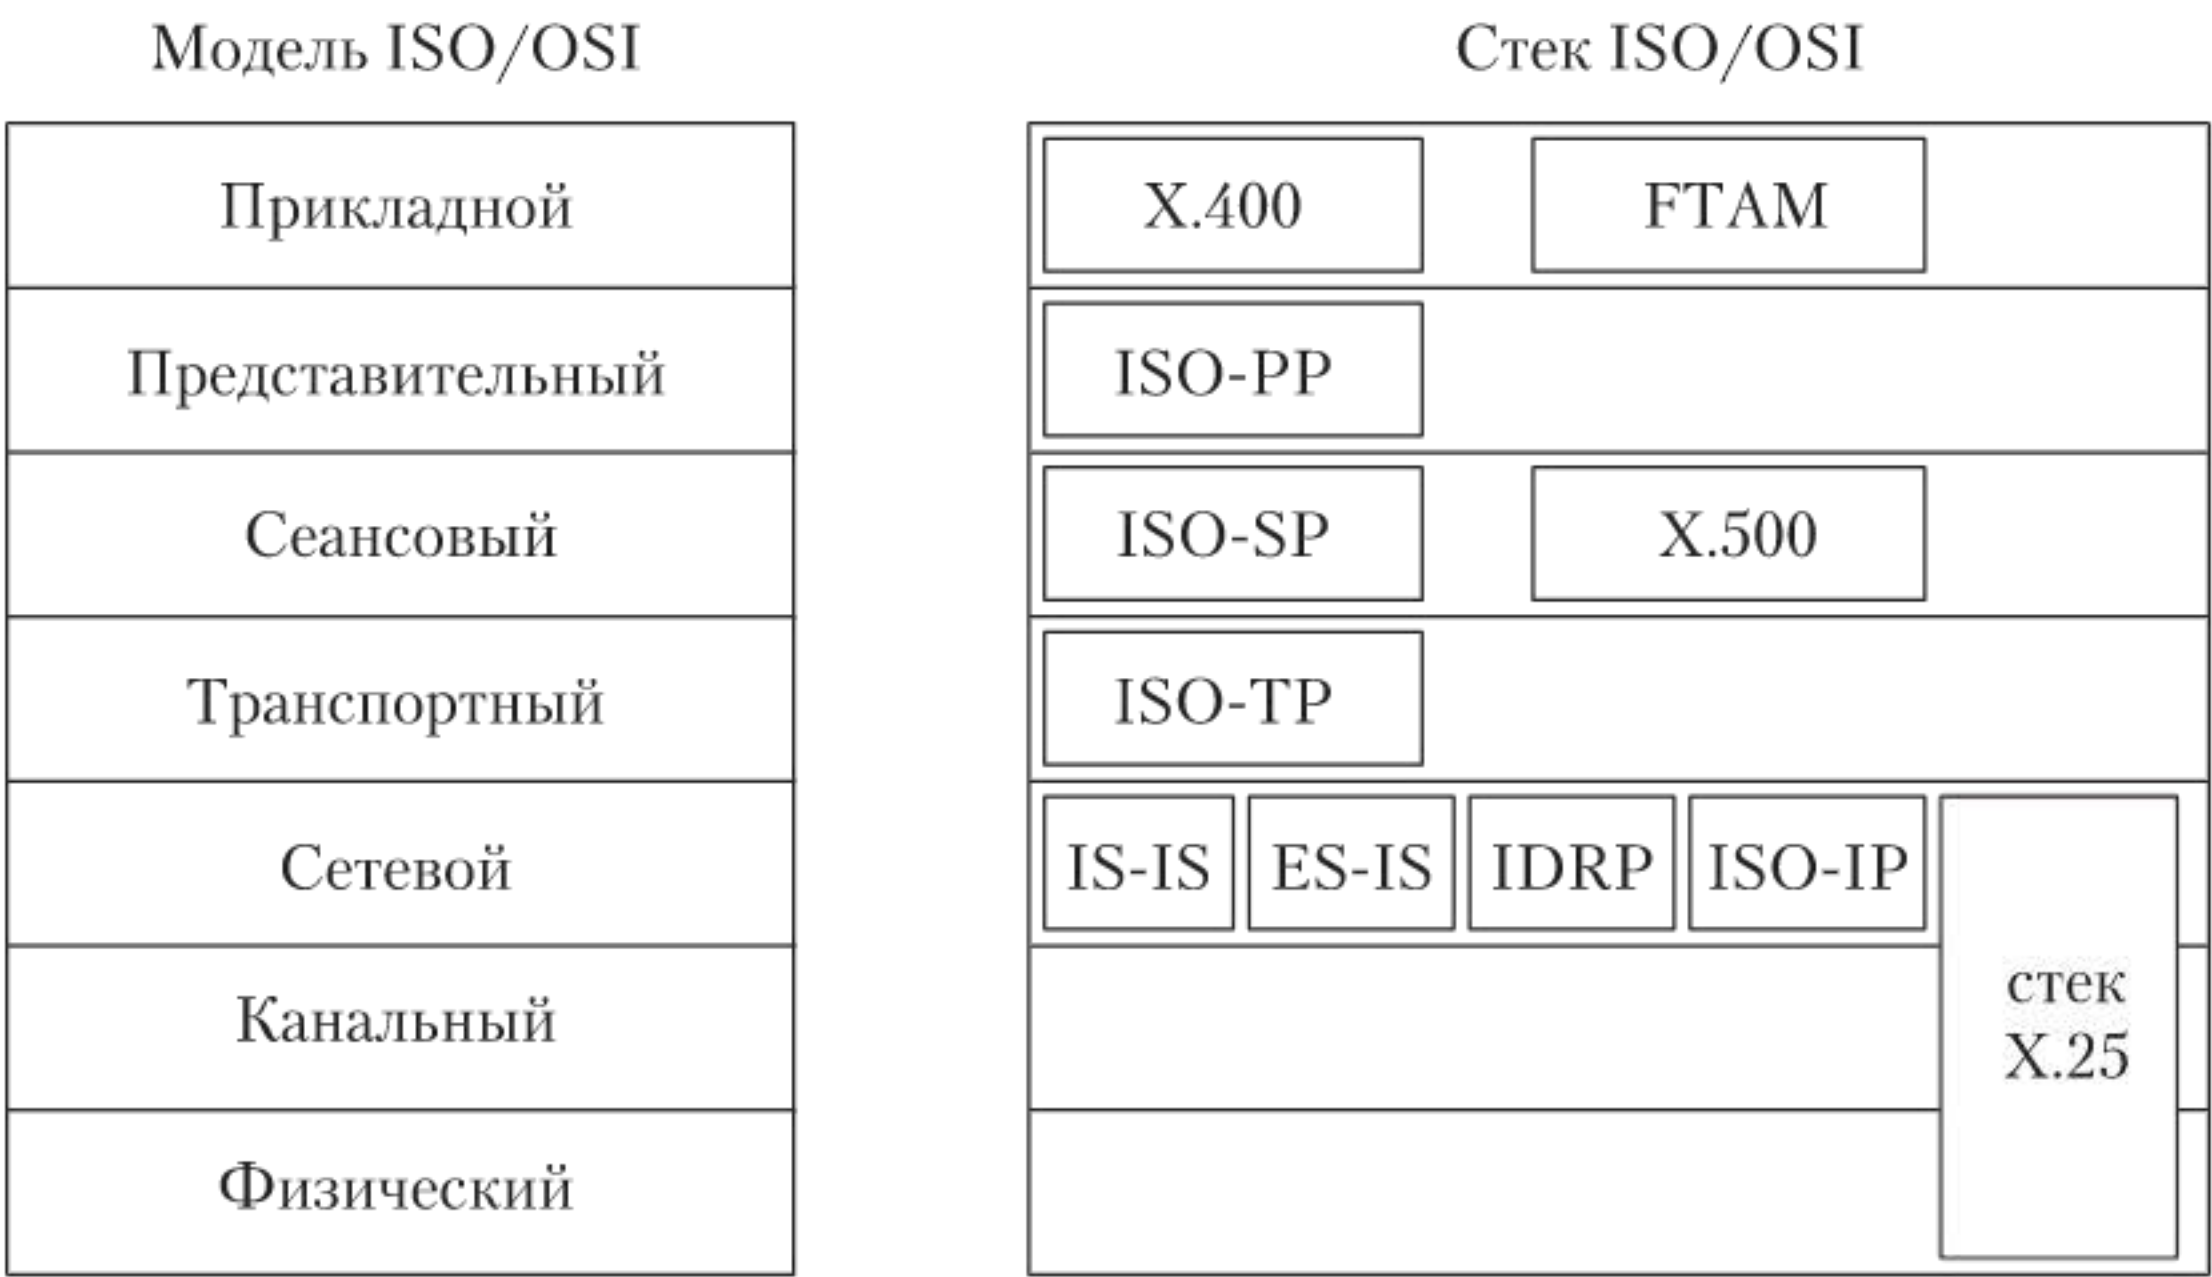 Модель ISO/OSI
Стек ISO/OSI
Прикладной
X.400
FTAM
Представительный
ISO-PP
Сеансовый
ISO-SP
X.500
Транспортный
ISO-TP
Сетевой
IS-IS
ES-IS
IDRP
ISO-IP
стек
X.25
Канальный
Физический